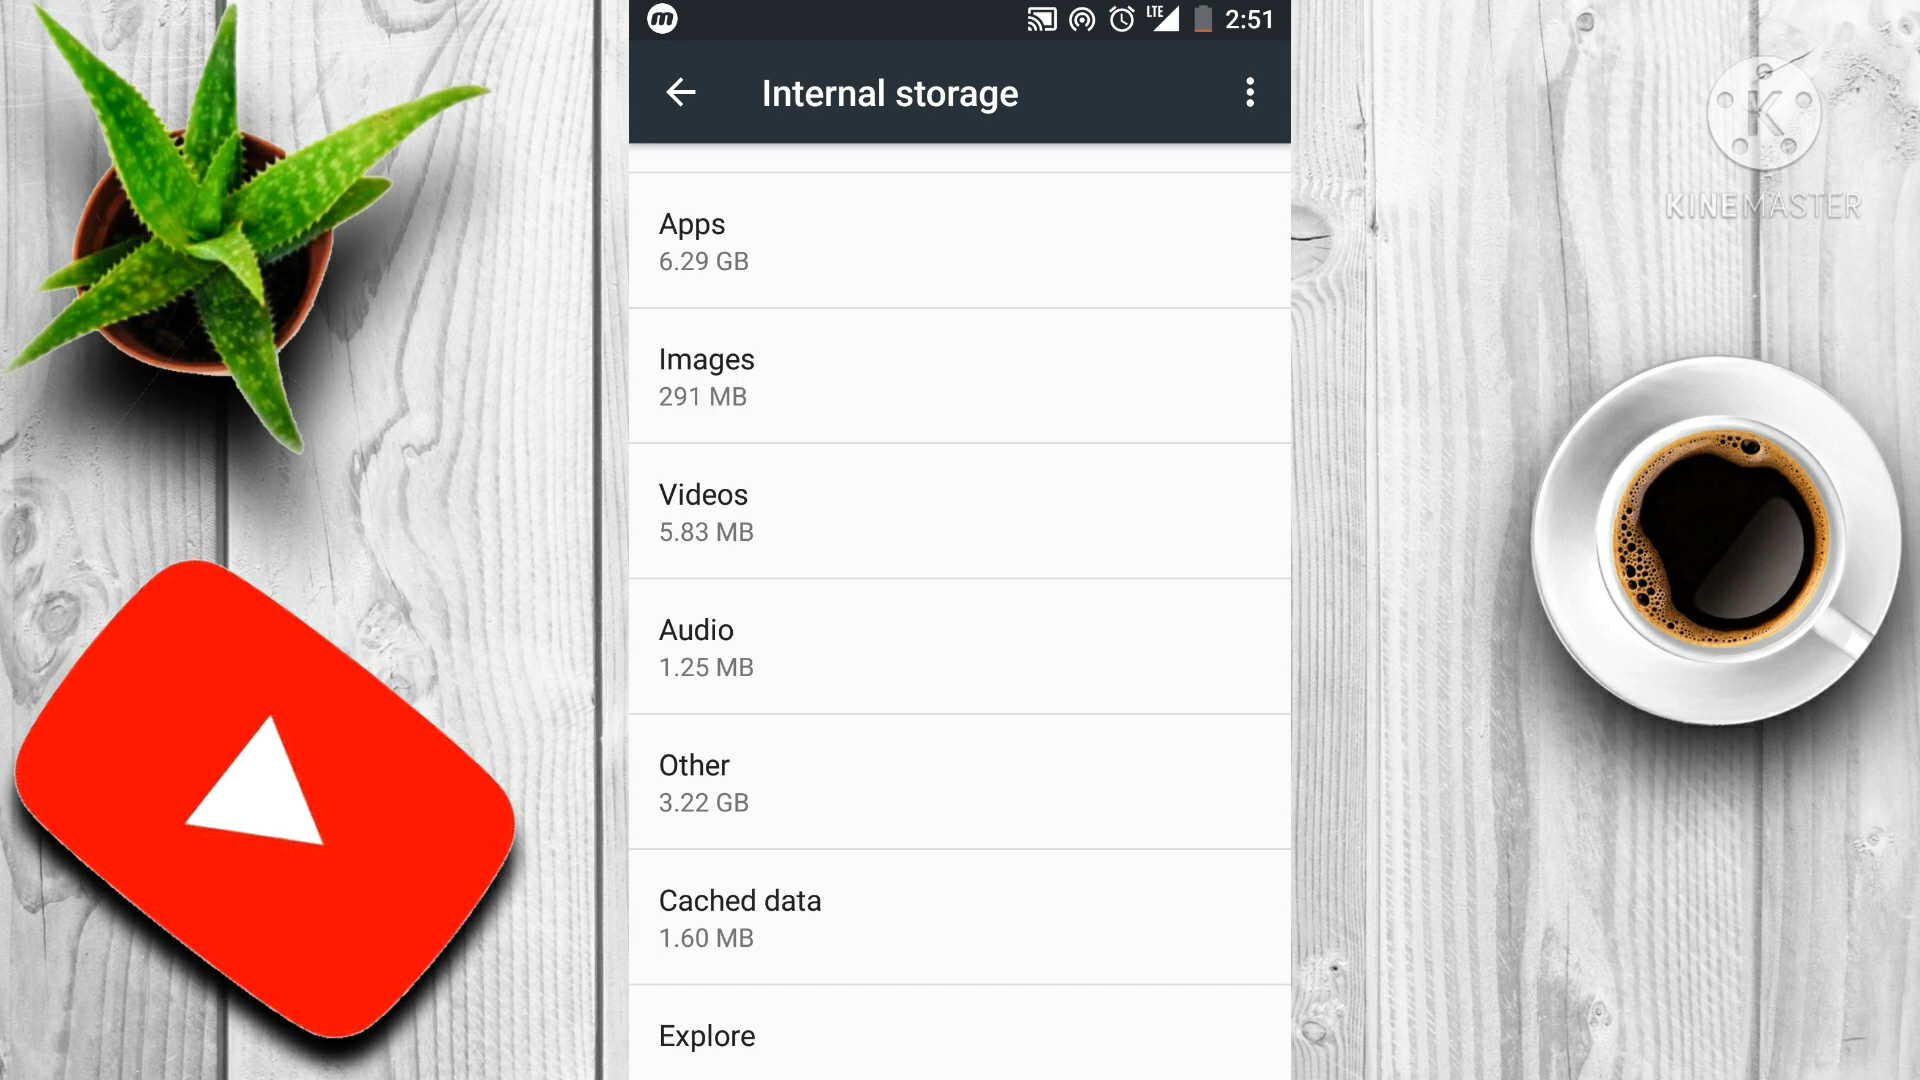 m
LTE
2:51
Internal storage
K
KINEMASTER
Apps
6.29 GB
Images
291 MB
Videos
5.83 MB
Audio
1.25 MB
Other
3.22 GB
Cached data
1.60 MB
Explore